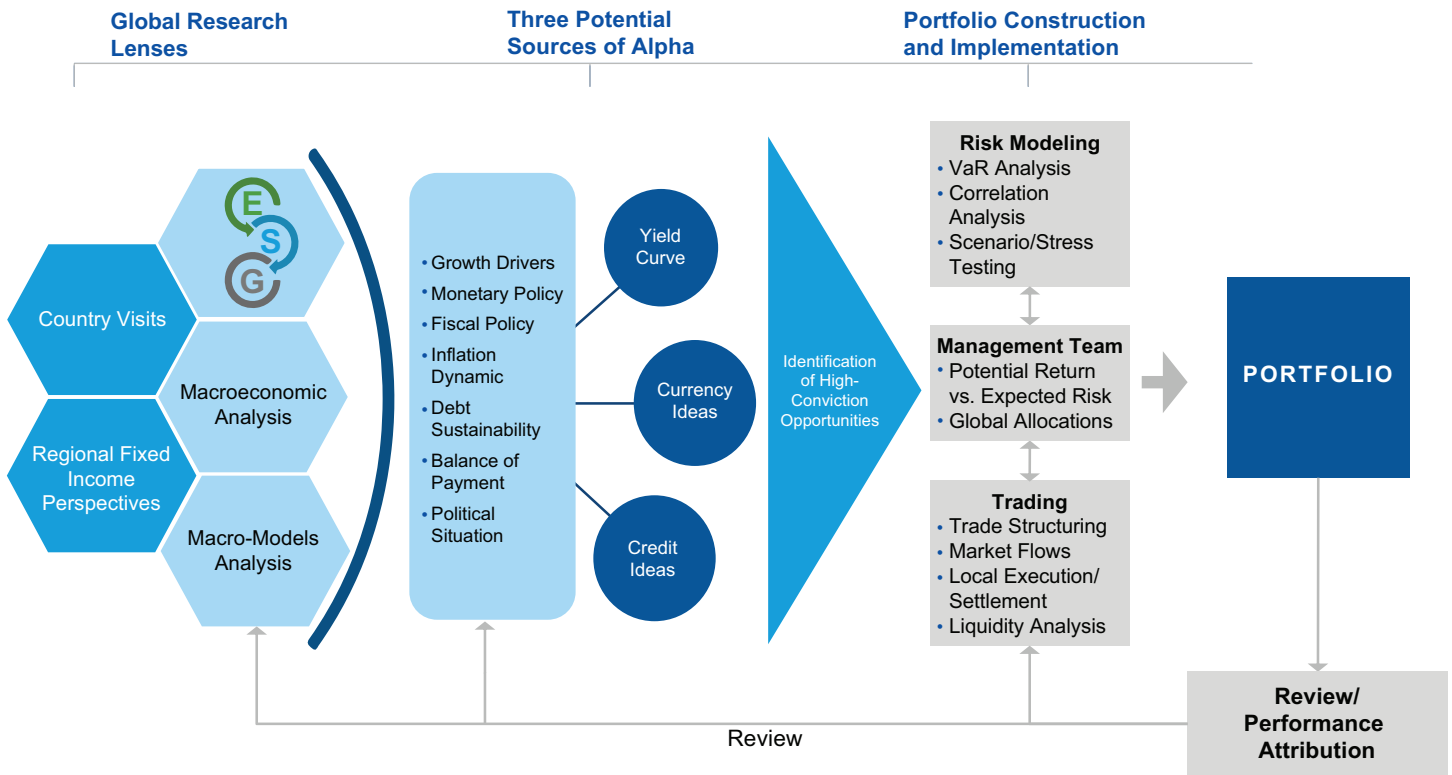 Global Research
Lenses
Three Potential
Sources of Alpha
Portfolio Construction
and Implementation
E
S
G
Country Visits
Macroeconomic
Analysis
Regional Fixed
Income
Perspectives
Macro-Models
Analysis
• Growth Drivers
• Monetary Policy
• Fiscal Policy
• Inflation
Dynamic
• Debt
Sustainability
• Balance of
Payment
• Political
Situation
Yield
Curve
Currency
Ideas
Credit
Ideas
Identification
of High-
Conviction
Opportunities
Risk Modeling
• VaR Analysis
• Correlation
Analysis
• Scenario/Stress
Testing
Management Team
• Potential Return
vs. Expected Risk
• Global Allocations
Trading
• Trade Structuring
• Market Flows
• Local Execution/
Settlement
• Liquidity Analysis
PORTFOLIO
Review/
Performance
Attribution
Review